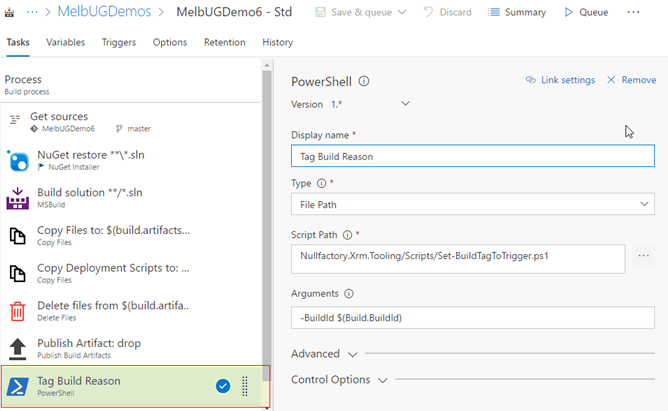 ··· > MelbUGDemos > MelbUGDemo6 - Std
Save & queue
Discard
Summary
Queue
···
Tasks
Variables
Triggers
Options
Retention
History
Process
Build process
Get sources
MelbUGDemo6
master
NuGet restore **\*.sln
NuGet Installer
Build solution **/*.sln
MSBuild
Copy Files to: $(build.artifacts...
Copy Files
Copy Deployment Scripts to: ...
Copy Files
Delete files from $(build.artifa..
Delete Files
Publish Artifact: drop
Publish Build Artifacts
Tag Build Reason
PowerShell
PowerShell
Link settings
Remove
Version 1.*
Display name *
Tag Build Reason
Type *
File Path
Script Path *
Nullfactory.Xrm.Tooling/Scripts/Set-BuildTagToTrigger.ps1
···
Arguments
-BuildId $(Build.BuildId)
Advanced
Control Options